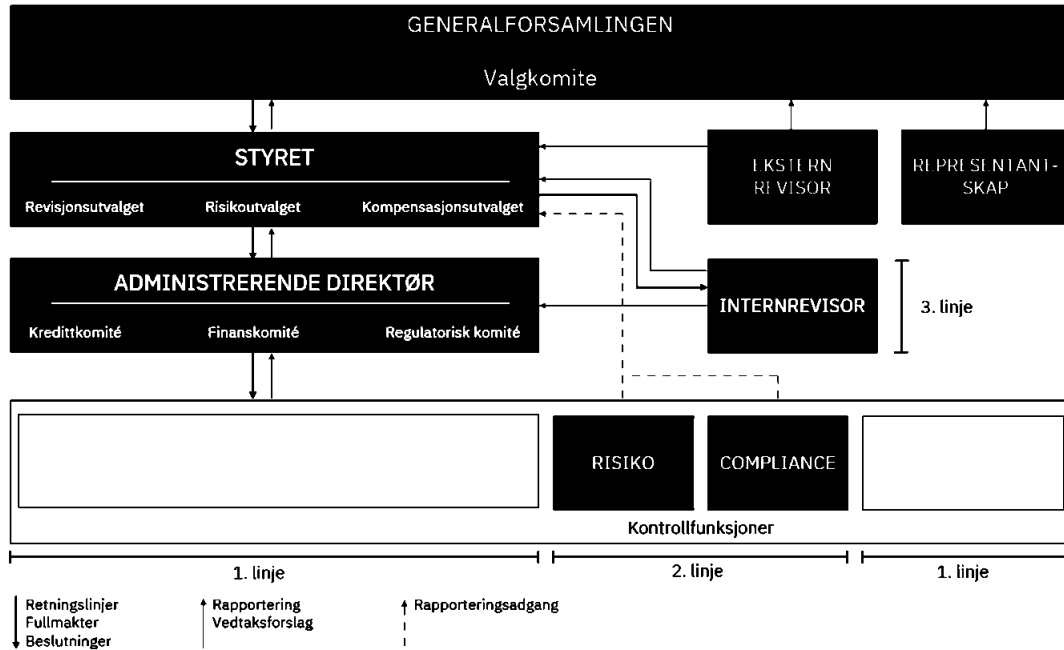 GENERALFORSAMLINGEN
Valgkomite
STYRET
Revisjonsutvalget Risikoutvalget Kompensasjonsutvalget
EKSTERN
REVISOR
REPRESENTANT-
SKAP
ADMINISTRERENDE DIREKTØR
Kredittkomité Finanskomité Regulatorisk komité
INTERNREVISOR
3. linje
RISIKO
COMPLIANCE
Kontrollfunksjoner
1. linje
2. linje
1. linje
Retningslinjer
Fullmakter
Beslutninger
Rapportering
Vedtaksforslag
Rapporteringsadgang